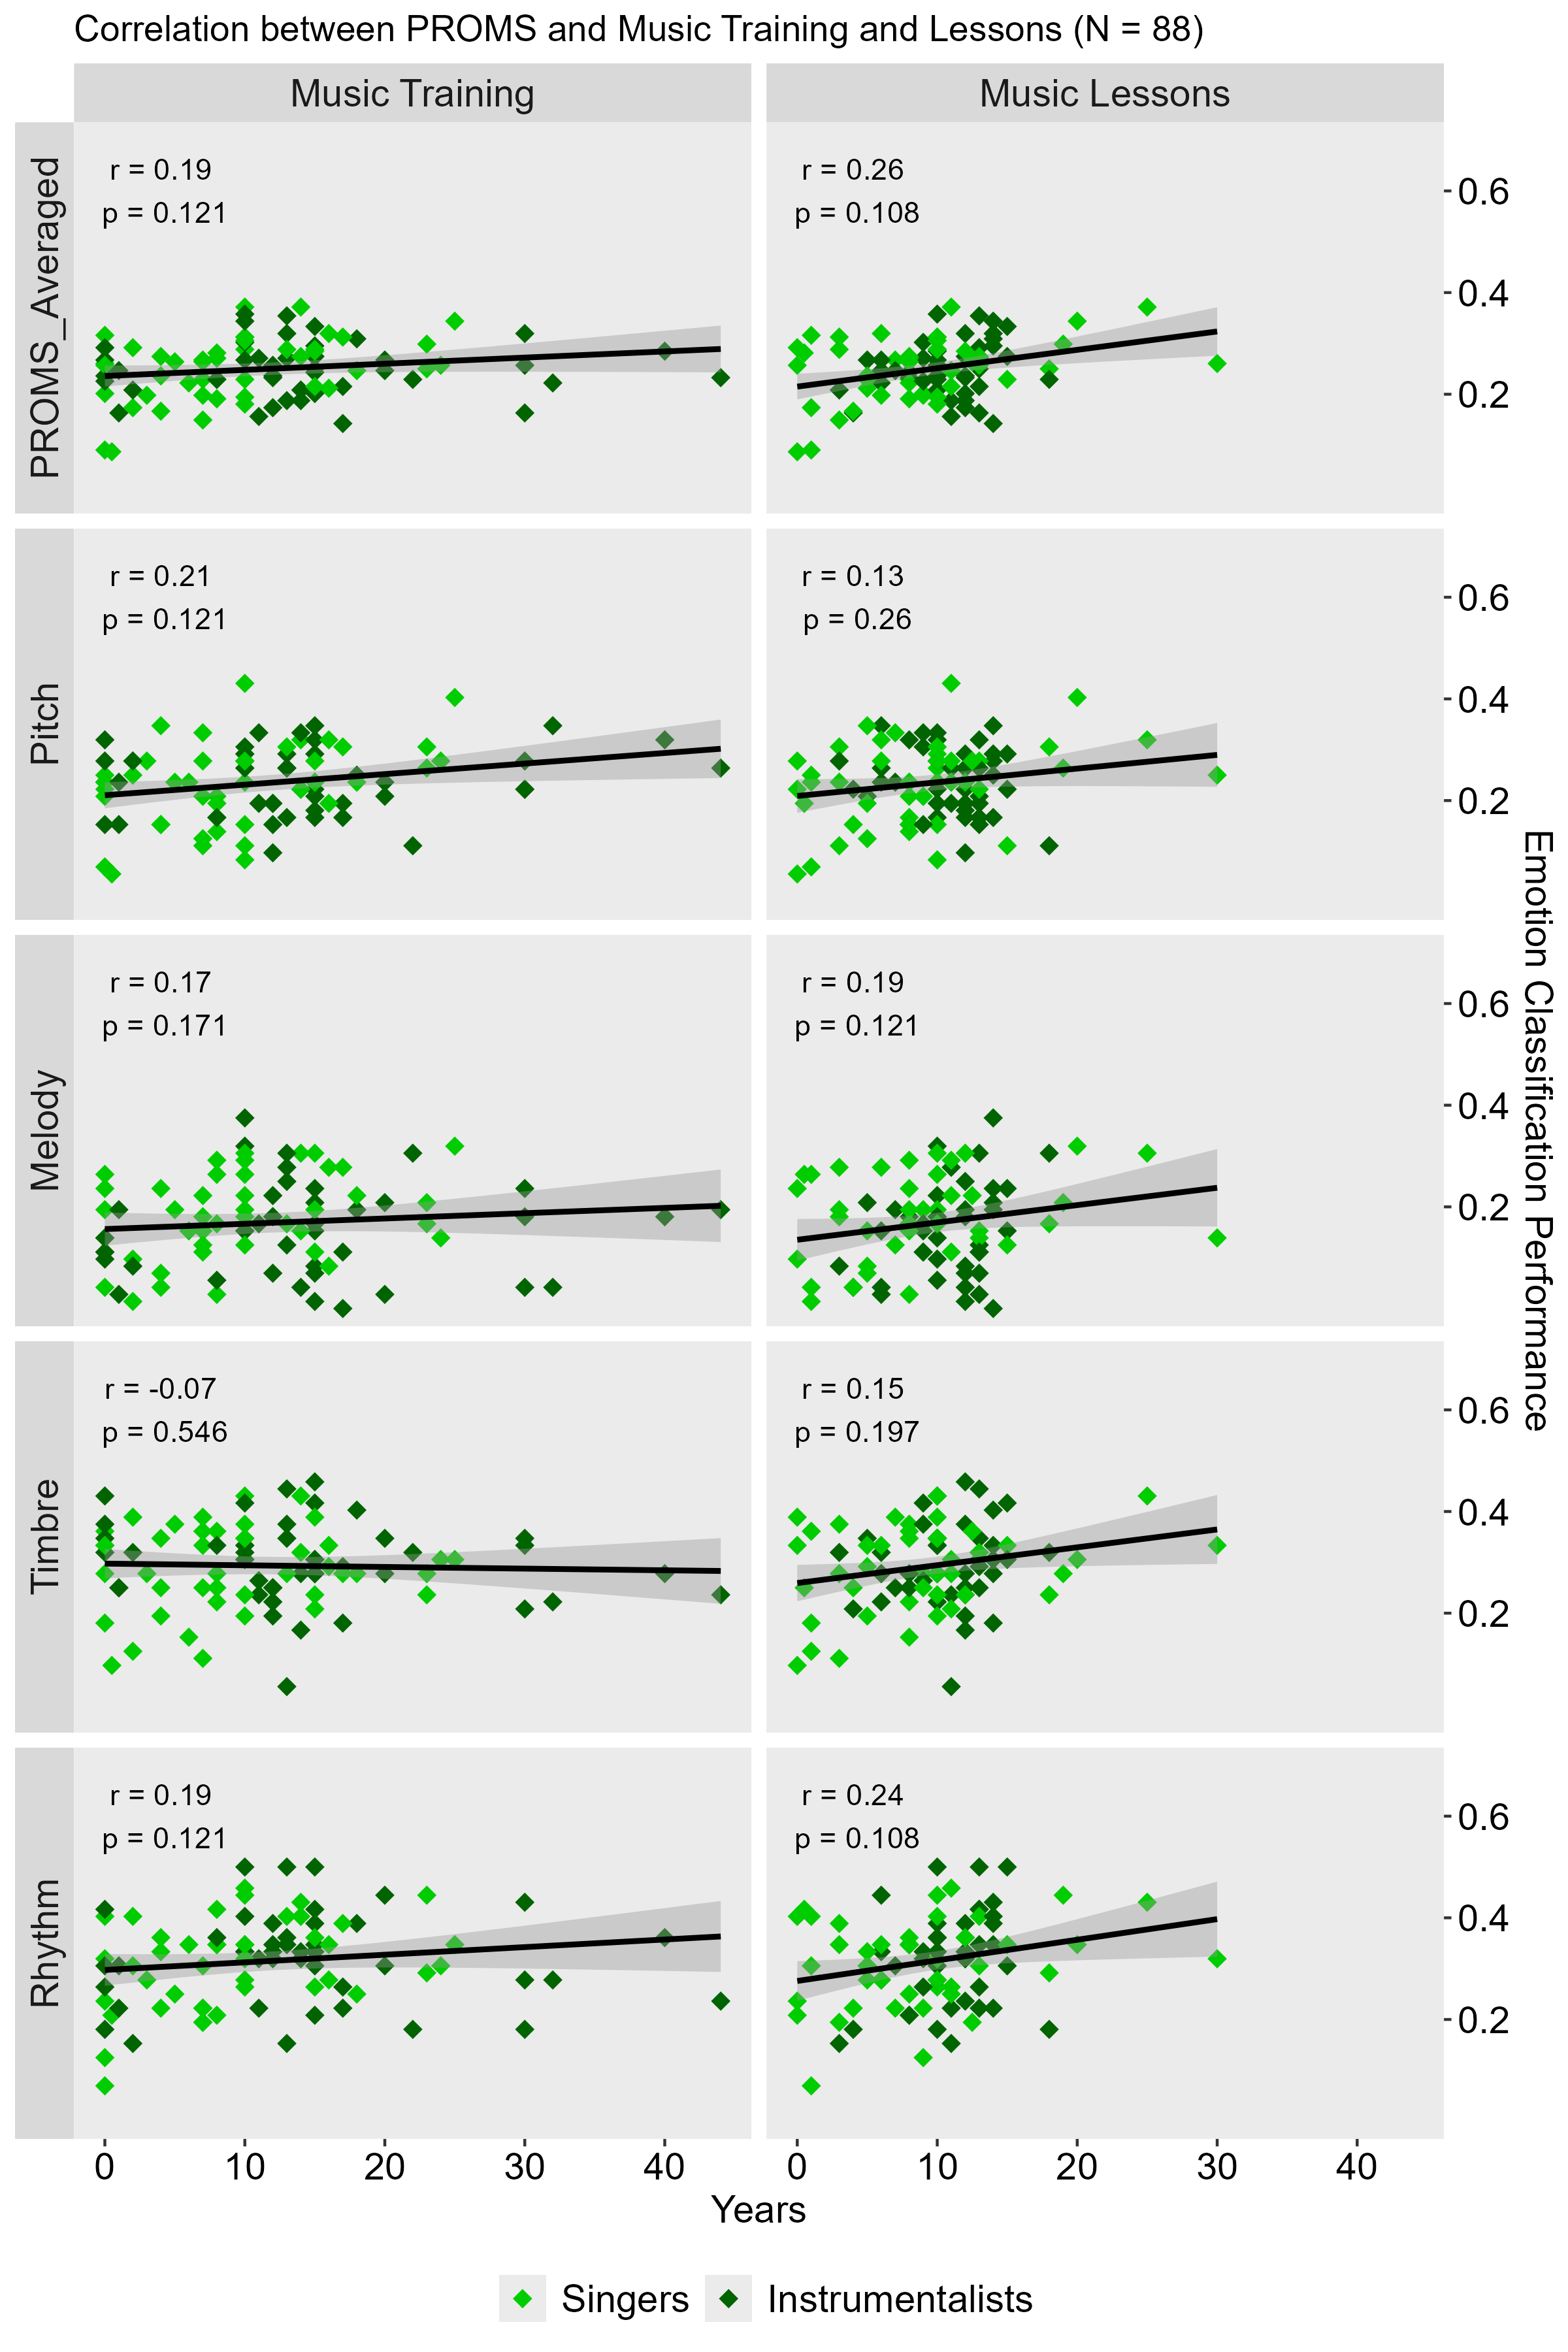 Correlation between PROMS and Music Training and Lessons (N = 88)
Music Training
Music Lessons
PROMS_Averaged
r = 0.19
p = 0.121
r = 0.26
p = 0.108
0.6
0.4
0.2
Pitch
r = 0.21
p = 0.121
r = 0.13
p = 0.26
0.6
0.4
0.2
Melody
r = 0.17
p = 0.171
r = 0.19
p = 0.121
0.6
0.4
0.2
Timbre
r = -0.07
p = 0.546
r = 0.15
p = 0.197
0.6
0.4
0.2
Rhythm
r = 0.19
p = 0.121
r = 0.24
p = 0.108
0.6
0.4
0.2
Emotion Classification Performance
0 10 20 30 40
0 10 20 30 40
Years
Singers
Instrumentalists